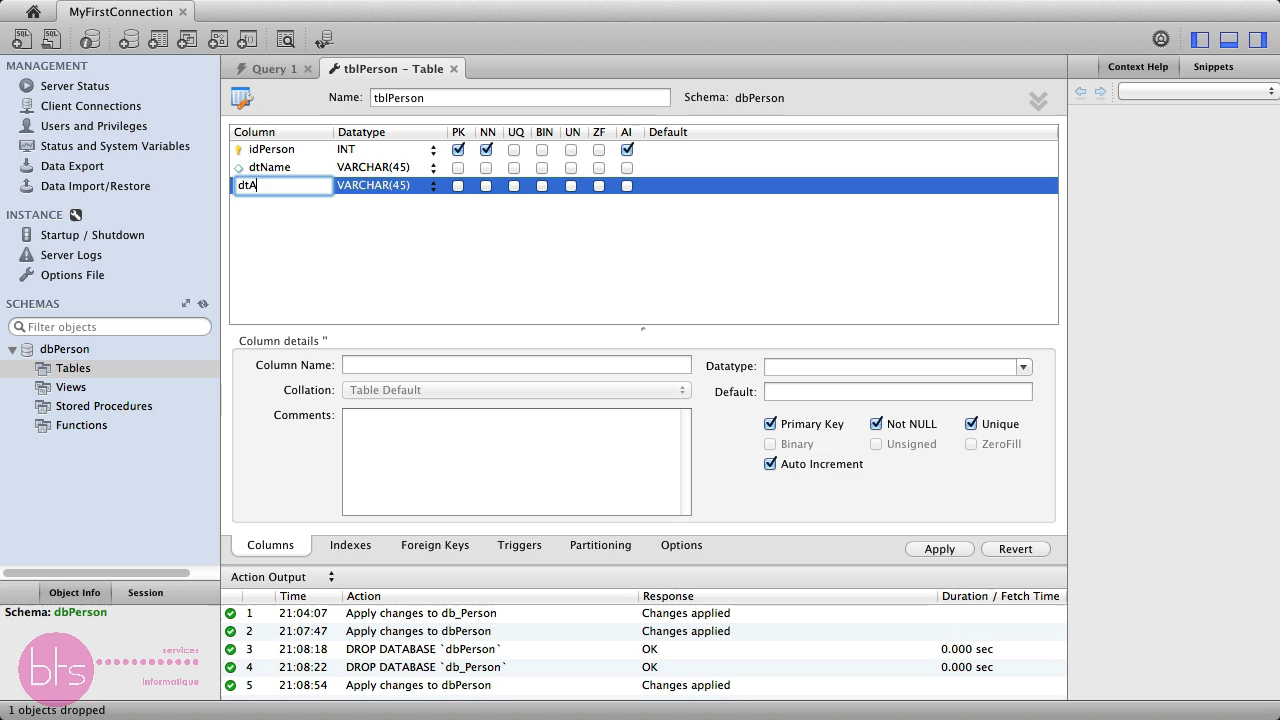 MyFirstConnection
MANAGEMENT
Server Status
Client Connections
Users and Privileges
Status and System Variables
Data Export
Data Import/Restore
INSTANCE
Startup / Shutdown
Server Logs
Options File
SCHEMAS
Filter objects
dbPerson
Tables
Views
Stored Procedures
Functions
Object Info Session
Schema: dbPerson
services
bts
informatique
Query 1 tblPerson - Table
Name: tblPerson Schema: dbPerson
Column Datatype PK NN UQ BIN UN ZF AI Default
idPerson INT
dtName VARCHAR(45)
dtA VARCHAR(45)
Column details ''
Column Name: Datatype:
Collation: Table Default Default:
Comments:
Primary Key Not NULL Unique
Binary Unsigned ZeroFill
Auto Increment
Columns Indexes Foreign Keys Triggers Partitioning Options Apply Revert
Action Output
Time Action Response Duration / Fetch Time
1 21:04:07 Apply changes to db_Person Changes applied
2 21:07:47 Apply changes to dbPerson Changes applied
3 21:08:18 DROP DATABASE `dbPerson` OK 0.000 sec
4 21:08:22 DROP DATABASE `db_Person` OK 0.000 sec
5 21:08:54 Apply changes to dbPerson Changes applied
Context Help Snippets
1 objects dropped